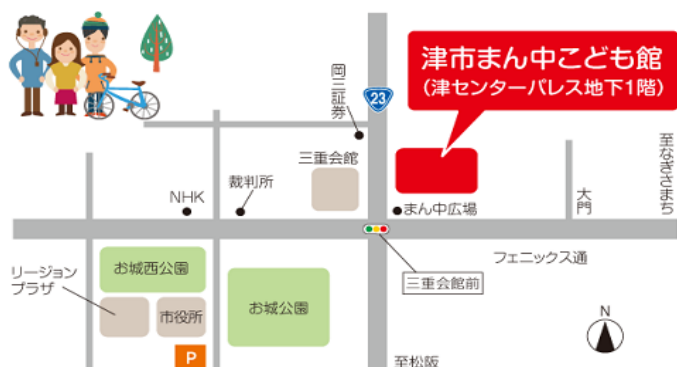 津市まん中こども館
(津センターパレス地下1階)
岡三証券
23
三重会館
裁判所
NHK
まん中広場
大門
至なぎさまち
フェニックス通
三重会館前
お城西公園
リージョン
プラザ
市役所
お城公園
P
至松阪
N